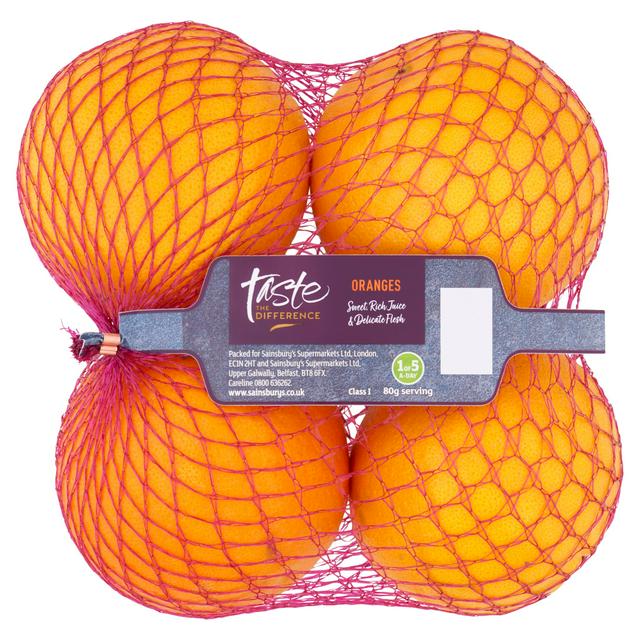 Taste
THE
DIFFERENCE
ORANGES
Sweet, Rich Juice
& Delicate Flesh
Packed for Sainsbury's Supermarkets Ltd, London,
EC1N 2HT and Sainsbury's Supermarkets Ltd,
Upper Galwally, Belfast, BT8 6FX.
Careline 0800 636262
www.sainsburys.co.uk
Class I
1 OF 5
A-DAY
80g serving